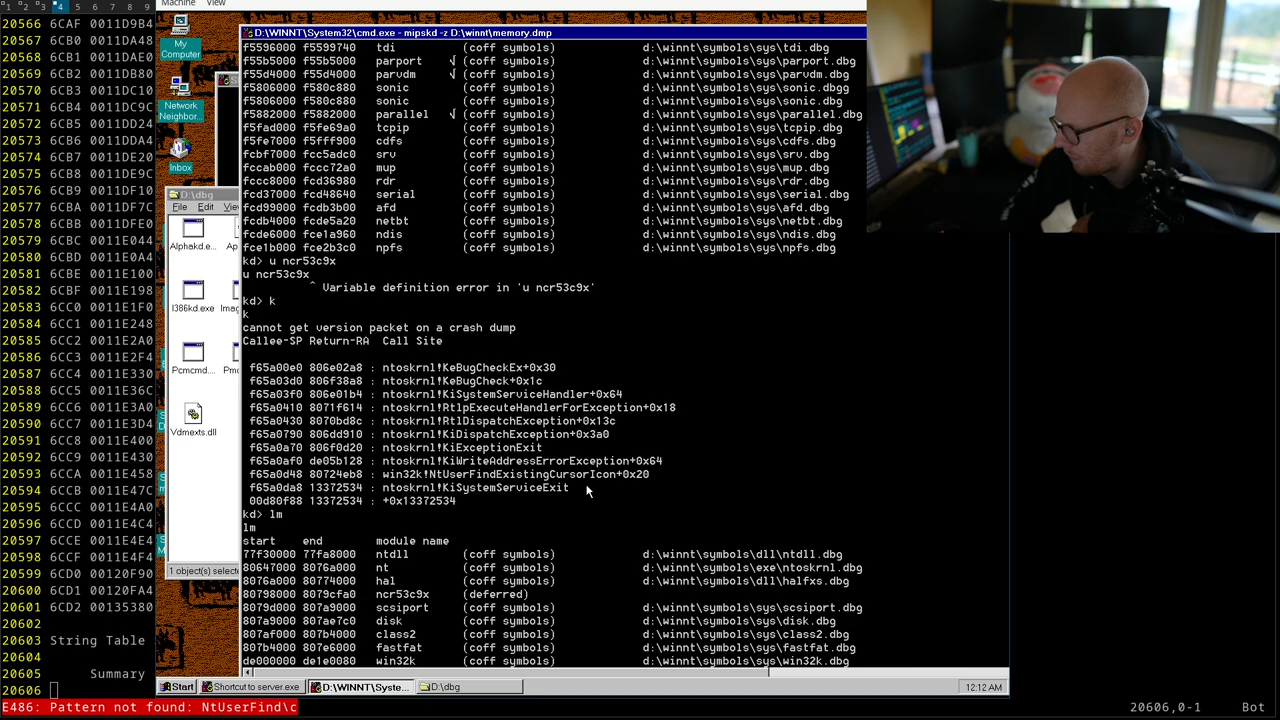 1 2 3 4 5 6 7 8 9
Machine View
20566 6CAF 0011D9B4
20567 6CB0 0011DA48
20568 6CB1 0011DAE0
20569 6CB2 0011DB80
20570 6CB3 0011DC10
20571 6CB4 0011DC9C
20572 6CB5 0011DD24
20573 6CB6 0011DDA4
20574 6CB7 0011DE20
20575 6CB8 0011DE9C
20576 6CB9 0011DF10
20577 6CBA 0011DF7C
20578 6CBB 0011DFE0
20579 6CBC 0011E044
20580 6CBD 0011E0A4
20581 6CBE 0011E100
20582 6CBF 0011E198
20583 6CC0 0011E1F0
20584 6CC1 0011E248
20585 6CC2 0011E2A0
20586 6CC3 0011E2F4
20587 6CC4 0011E330
20588 6CC5 0011E36C
20589 6CC6 0011E3A0
20590 6CC7 0011E3D4
20591 6CC8 0011E400
20592 6CC9 0011E430
20593 6CCA 0011E458
20594 6CCB 0011E47C
20595 6CCC 0011E4A0
20596 6CCD 0011E4C4
20597 6CCE 0011E4E4
20598 6CCF 0011E4F4
20599 6CD0 00120F90
20600 6CD1 00120FA4
20601 6CD2 00135380
20602
20603 String Table
20604
20605 Summary
20606
E486: Pattern not found: NtUserFind\c
20606,0-1 Bot
My Computer
Network Neighbor...
Inbox
D:\dbg
File Edit View
Alphakd.e...
I386kd.exe
Imag
Pcmcmd....
Vdmexts.dll
1 object(s) selecte
D:\WINNT\System32\cmd.exe - mipskd -z D:\winnt\memory.dmp
f5596000 f5599740 tdi (coff symbols) d:\winnt\symbols\sys\tdi.dbg
f55b5000 f55b5000 parport √ (coff symbols) d:\winnt\symbols\sys\parport.dbg
f55d4000 f55d4000 parvdm √ (coff symbols) d:\winnt\symbols\sys\parvdm.dbg
f5806000 f580c880 sonic (coff symbols) d:\winnt\symbols\sys\sonic.dbgg
f5806000 f580c880 sonic (coff symbols) d:\winnt\symbols\sys\sonic.dbg
f5882000 f5882000 parallel √ (coff symbols) d:\winnt\symbols\sys\parallel.dbg
f5fad000 f5fe69a0 tcpip (coff symbols) d:\winnt\symbols\sys\tcpip.dbg
f5fe7000 f5fff900 cdfs (coff symbols) d:\winnt\symbols\sys\cdfs.dbg
fcbf7000 fcc5adc0 srv (coff symbols) d:\winnt\symbols\sys\srv.dbg
fccab000 fccc72a0 mup (coff symbols) d:\winnt\symbols\sys\mup.dbg
fccc8000 fcd36980 rdr (coff symbols) d:\winnt\symbols\sys\rdr.dbg
fcd37000 fcd48640 serial (coff symbols) d:\winnt\symbols\sys\serial.dbg
fcd99000 fcdb3b00 afd (coff symbols) d:\winnt\symbols\sys\afd.dbg
fcdb4000 fcde5a20 netbt (coff symbols) d:\winnt\symbols\sys\netbt.dbg
fcde6000 fce1a960 ndis (coff symbols) d:\winnt\symbols\sys\ndis.dbg
fce1b000 fce2b3c0 npfs (coff symbols) d:\winnt\symbols\sys\npfs.dbg
kd> u ncr53c9x
u ncr53c9x
^ Variable definition error in 'u ncr53c9x'
kd> k
k
cannot get version packet on a crash dump
Callee-SP Return-RA Call Site
f65a00e0 806e02a8 : ntoskrnl!KeBugCheckEx+0x30
f65a03d0 806f38a8 : ntoskrnl!KeBugCheck+0x1c
f65a03f0 806e01b4 : ntoskrnl!KiSystemServiceHandler+0x64
f65a0410 8071f614 : ntoskrnl!RtlpExecuteHandlerForException+0x18
f65a0430 8070bd8c : ntoskrnl!RtlDispatchException+0x13c
f65a0790 806dd910 : ntoskrnl!KiDispatchException+0x3a0
f65a0a70 806f0d20 : ntoskrnl!KiExceptionExit
f65a0af0 de05b128 : ntoskrnl!KiWriteAddressErrorException+0x64
f65a0d48 80724eb8 : win32k!NtUserFindExistingCursorIcon+0x20
f65a0da8 13372534 : ntoskrnl!KiSystemServiceExit
00d80f88 13372534 : +0x13372534
kd> lm
lm
start end module name
77f30000 77fa8000 ntdll (coff symbols) d:\winnt\symbols\dll\ntdll.dbg
80647000 8076a000 nt (coff symbols) d:\winnt\symbols\exe\ntoskrnl.dbg
8076a000 80774000 hal (coff symbols) d:\winnt\symbols\dll\halfxs.dbg
80798000 8079cfa0 ncr53c9x (deferred)
8079d000 807a9000 scsiport (coff symbols) d:\winnt\symbols\sys\scsiport.dbg
807a9000 807ae7c0 disk (coff symbols) d:\winnt\symbols\sys\disk.dbg
807af000 807b4000 class2 (coff symbols) d:\winnt\symbols\sys\class2.dbg
807b4000 807e6000 fastfat (coff symbols) d:\winnt\symbols\sys\fastfat.dbg
de000000 de1e0080 win32k (coff symbols) d:\winnt\symbols\sys\win32k.dbg
Start
Shortcut to server.exe
D:\WINNT\Syste...
D:\dbg
12:12 AM